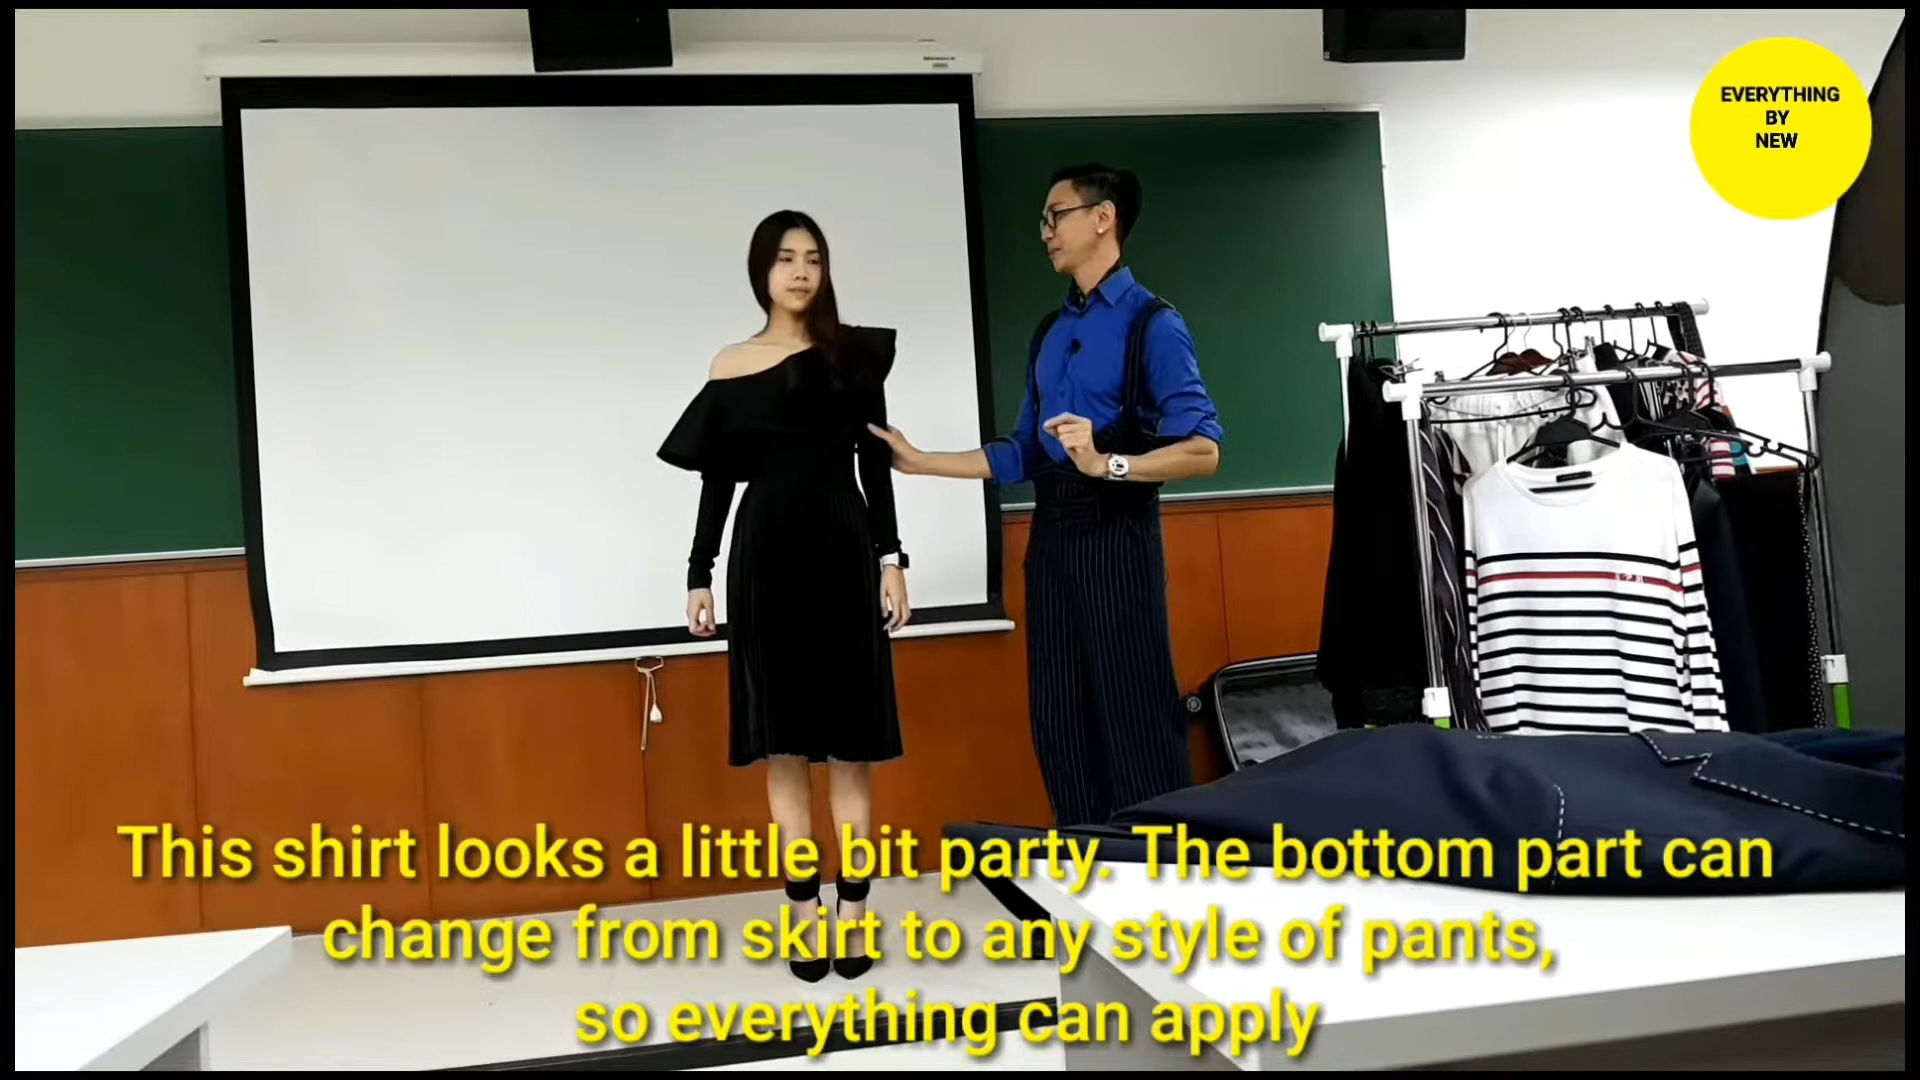 EVERYTHING
BY
NEW
This shirt looks a little bit party. The bottom part can
change from skirt to any style of pants,
so everything can apply